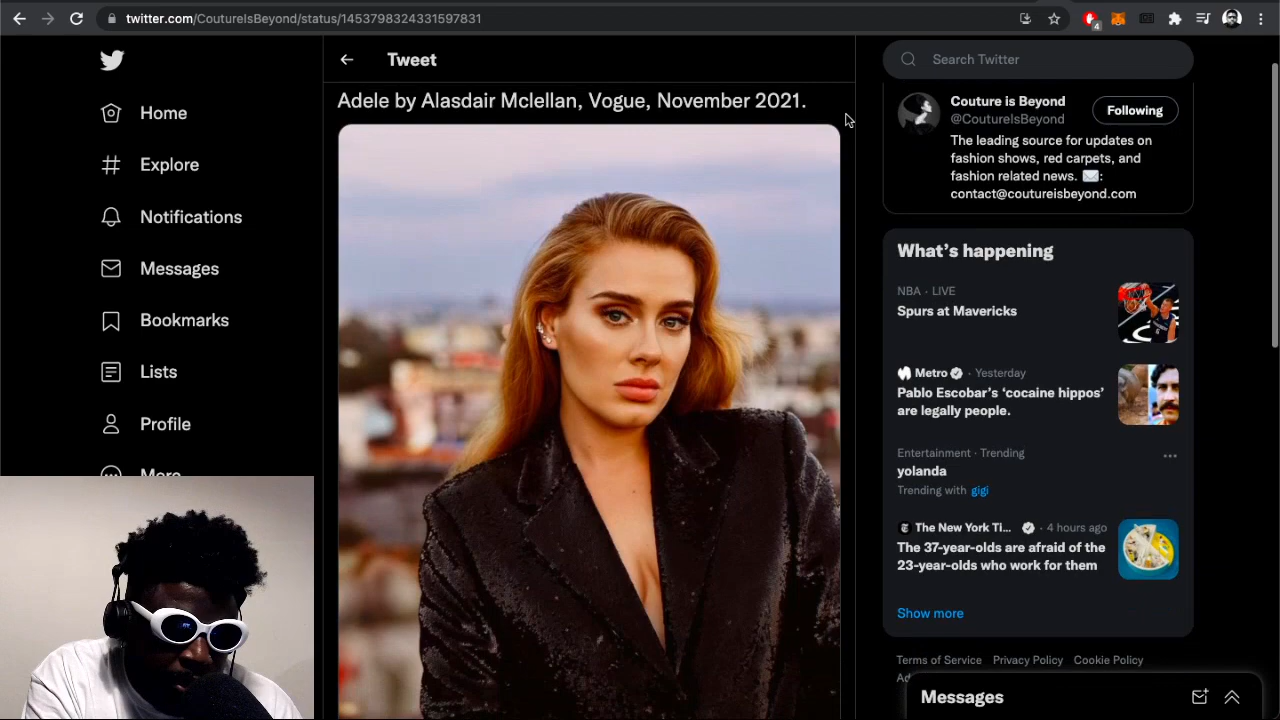 twitter.com/CoutureIsBeyond/status/1453798324331597831
4
Home
Explore
Notifications
Messages
Bookmarks
Lists
Profile
More
Tweet
Adele by Alasdair Mclellan, Vogue, November 2021.
Search Twitter
Couture is Beyond
@CoutureIsBeyond
Following
The leading source for updates on
fashion shows, red carpets, and
fashion related news. ✉️:
contact@coutureisbeyond.com
What's happening
NBA · LIVE
Spurs at Mavericks
Metro · Yesterday
Pablo Escobar's 'cocaine hippos'
are legally people.
Entertainment · Trending
yolanda
Trending with gigi
The New York Ti... · 4 hours ago
The 37-year-olds are afraid of the
23-year-olds who work for them
Show more
Terms of Service Privacy Policy Cookie Policy
Messages